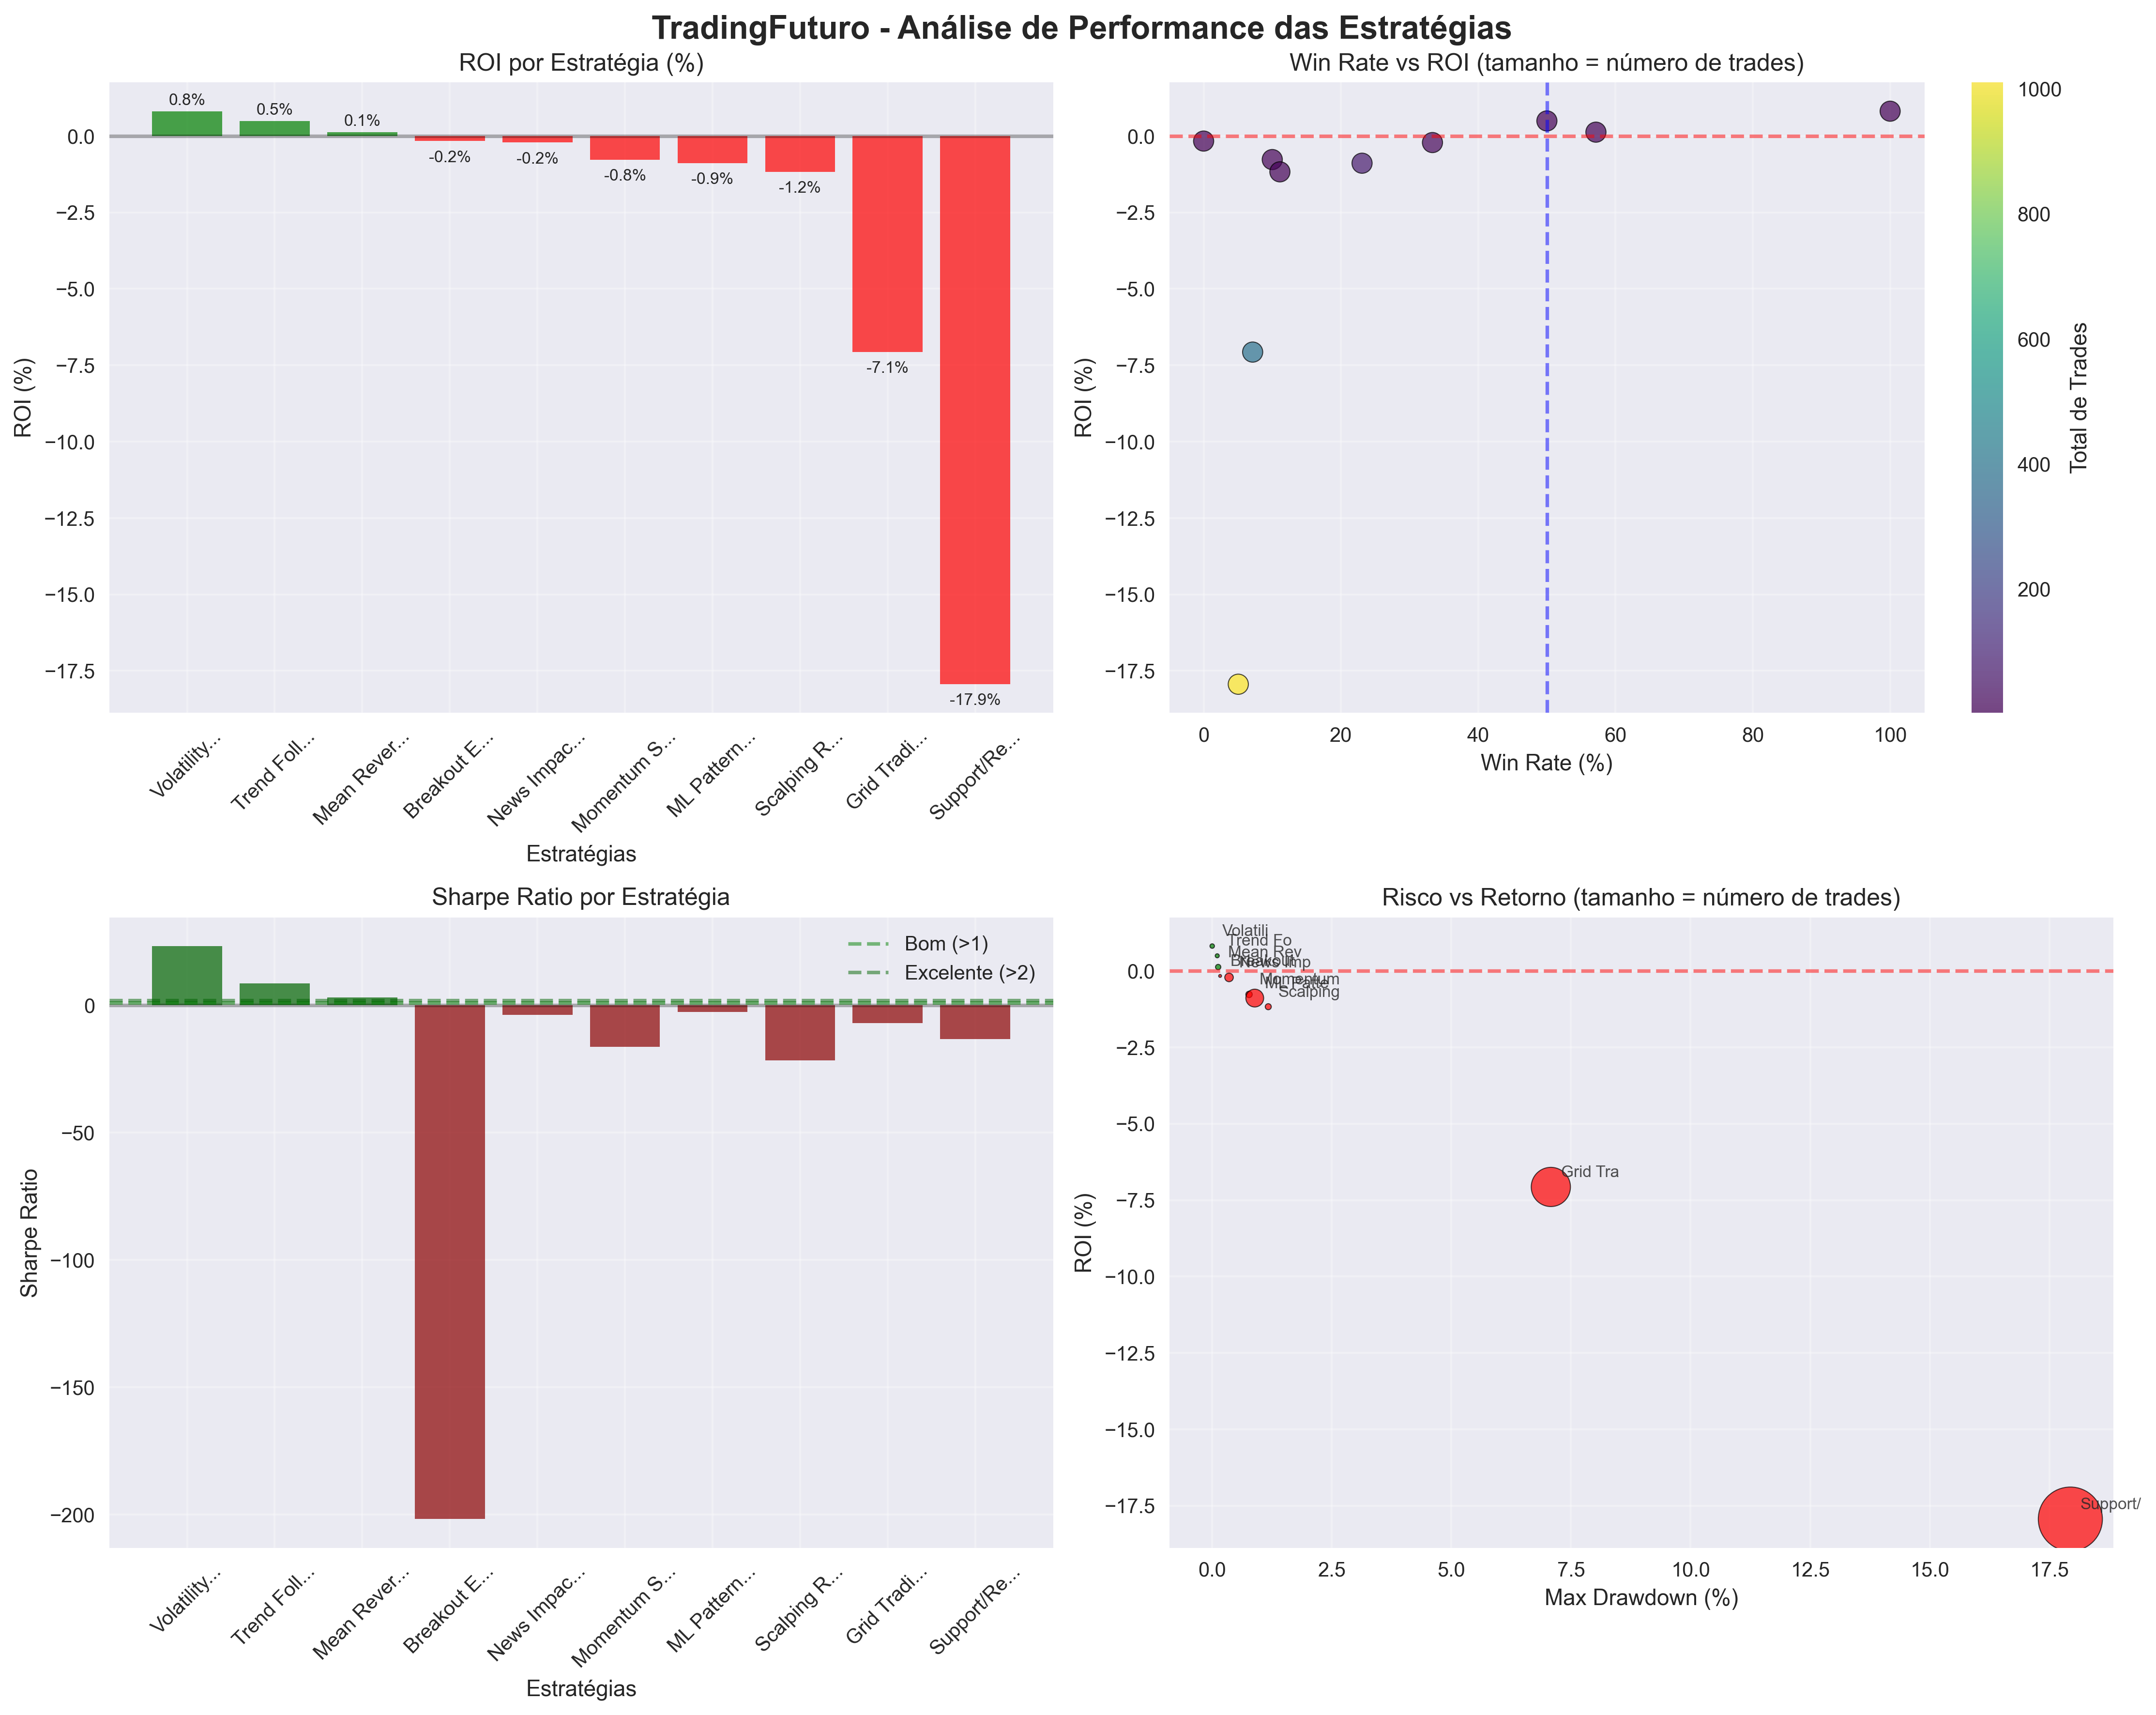 TradingFuturo - Análise de Performance das Estratégias
ROI por Estratégia (%)
0.8%
0.5%
0.1%
-0.2%
-0.2%
-0.8%
-0.9%
-1.2%
-7.1%
-17.9%
0.0
−2.5
−5.0
−7.5
−10.0
−12.5
−15.0
−17.5
ROI (%)
Volatility...
Trend Foll...
Mean Rever...
Breakout E...
News Impac...
Momentum S...
ML Pattern...
Scalping R...
Grid Tradi...
Support/Re...
Estratégias
Win Rate vs ROI (tamanho = número de trades)
0.0
−2.5
−5.0
−7.5
−10.0
−12.5
−15.0
−17.5
ROI (%)
0 20 40 60 80 100
Win Rate (%)
1000
800
600
400
200
Total de Trades
Sharpe Ratio por Estratégia
Bom (>1)
Excelente (>2)
0
−50
−100
−150
−200
Sharpe Ratio
Volatility...
Trend Foll...
Mean Rever...
Breakout E...
News Impac...
Momentum S...
ML Pattern...
Scalping R...
Grid Tradi...
Support/Re...
Estratégias
Risco vs Retorno (tamanho = número de trades)
Volatili
Trend Fo
Mean Rev
Breakout
News Imp
Momentum
ML Patte
Scalping
Grid Tra
Support/
0.0
−2.5
−5.0
−7.5
−10.0
−12.5
−15.0
−17.5
ROI (%)
0.0 2.5 5.0 7.5 10.0 12.5 15.0 17.5
Max Drawdown (%)